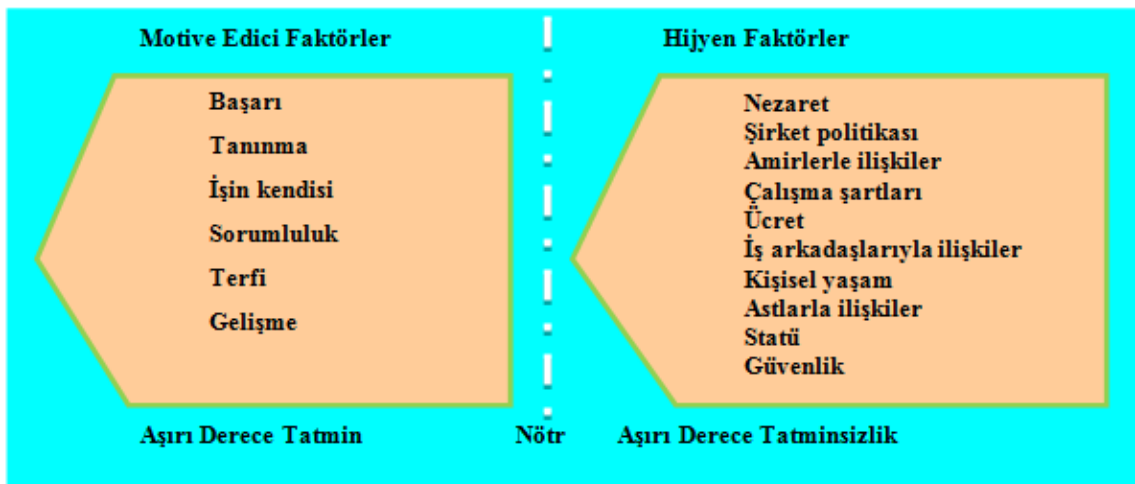 Motive Edici Faktörler
Başarı
Tanınma
İşin kendisi
Sorumluluk
Terfi
Gelişme
Aşırı Derece Tatmin
Nötr
Hijyen Faktörler
Nezaret
Şirket politikası
Amirlerle ilişkiler
Çalışma şartları
Ücret
İş arkadaşlarıyla ilişkiler
Kişisel yaşam
Astlarla ilişkiler
Statü
Güvenlik
Aşırı Derece Tatminsizlik